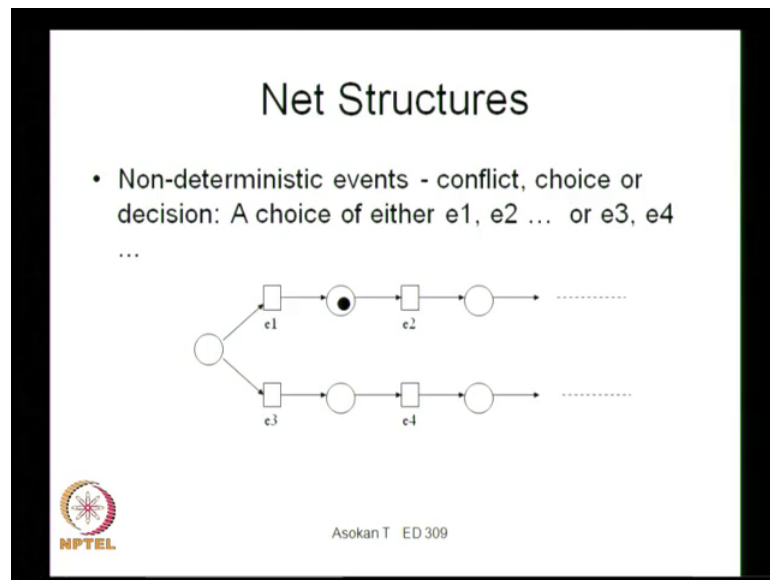 Net Structures
• Non-deterministic events - conflict, choice or
decision: A choice of either e1, e2 ... or e3, e4
...
e1
e2
e3
e4
NPTEL
Asokan T ED 309